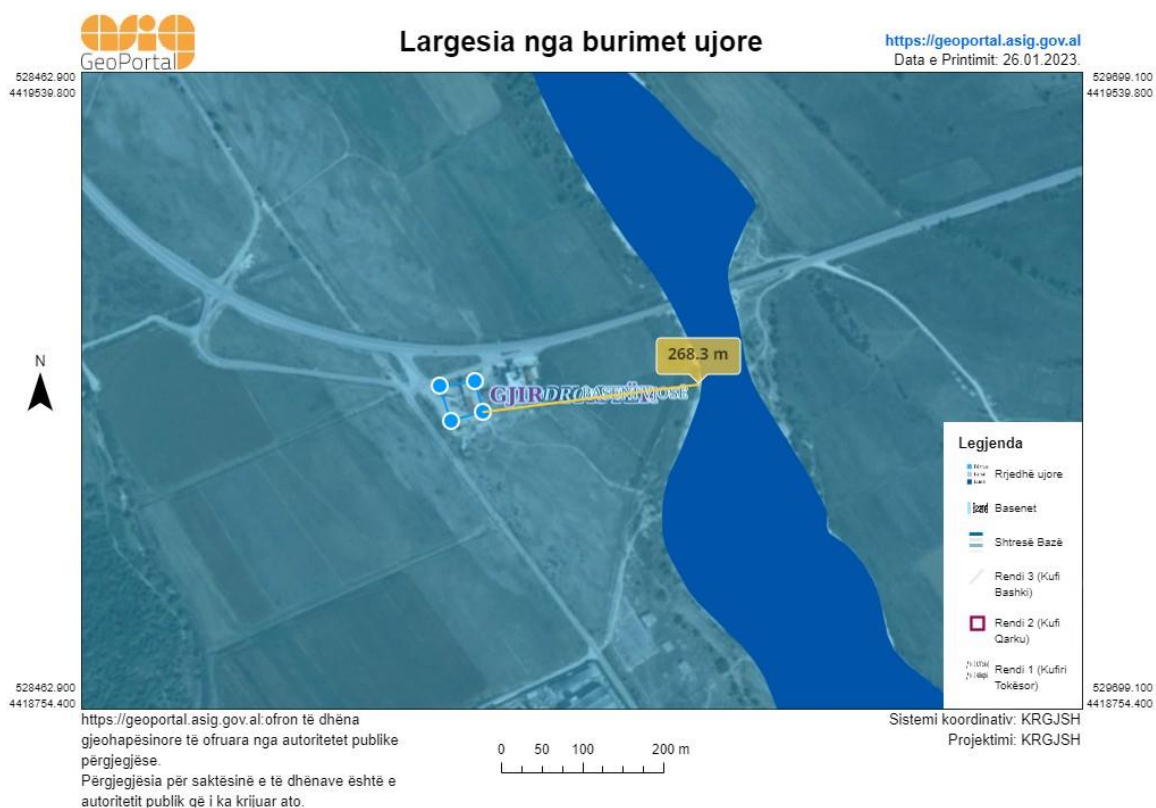 asig
GeoPortal
Largesia nga burimet ujore
https://geoportal.asig.gov.al
Data e Printimit: 26.01.2023.
528462.900
4419539.800
529699.100
4419539.800
268.3 m
N
GJIR
BASENI VJOSË
Legjenda
Rrjedhë ujore
Basenet
Shtresë Bazë
Rendi 3 (Kufi
Bashki)
Rendi 2 (Kufi
Qarku)
Rendi 1 (Kufiri
Tokësor)
528462.900
4418754.400
529699.100
4418754.400
https://geoportal.asig.gov.al:ofron të dhëna
gjeohapësinore të ofruara nga autoritetet publike
përgjegjëse.
Përgjegjësia për saktësinë e të dhënave është e
autoritetit publik që i ka krijuar ato.
0 50 100 200 m
Sistemi koordinativ: KRGJSH
Projektimi: KRGJSH